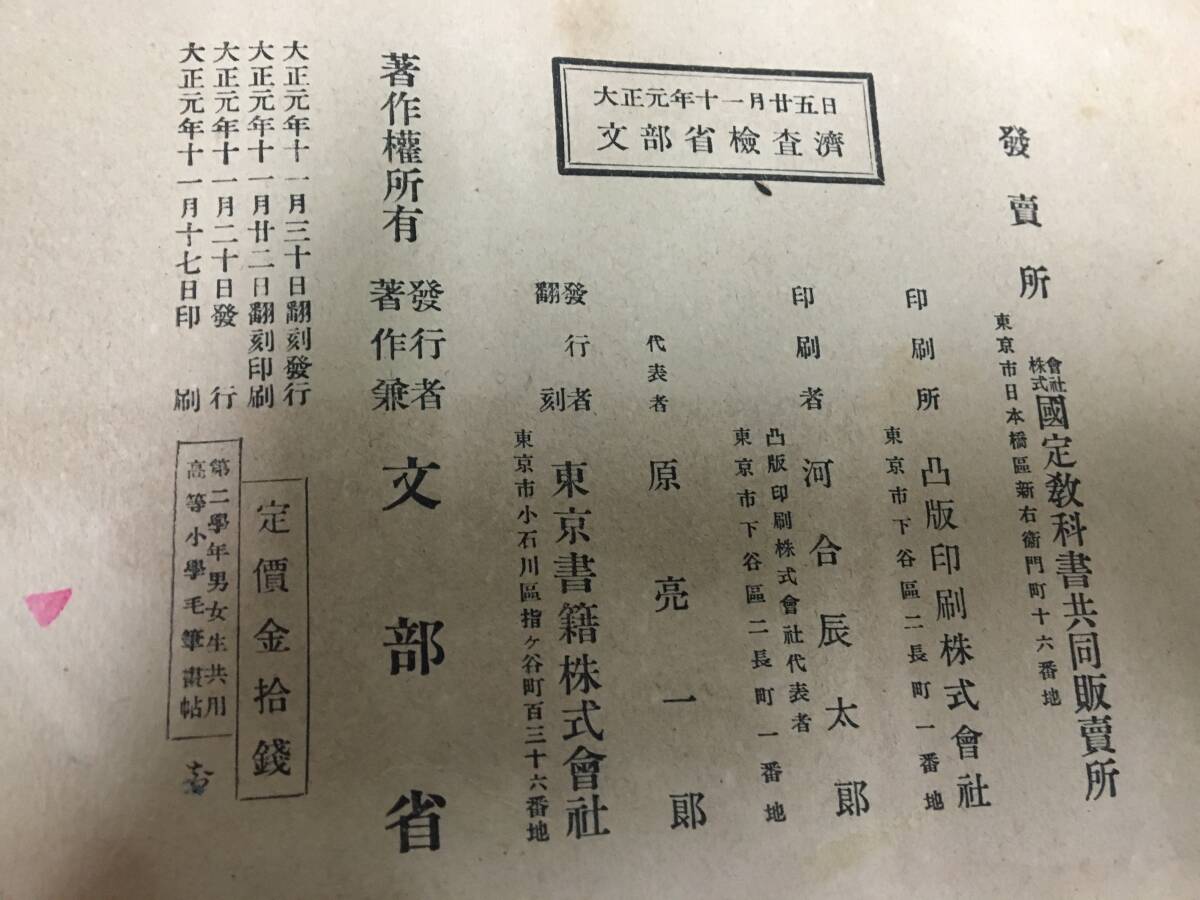 大正元年十一月十七日印刷
大正元年十一月二十日發行
大正元年十一月廿二日翻刻印刷
大正元年十一月三十日翻刻發行
高等小學毛筆畫帖
第二學年男女生共用
定價金拾錢
著作權所有
著作兼
發行者
文部省
翻刻
發行者
東京市小石川區指ヶ谷町百三十六番地
東京書籍株式會社
代表者 原亮一郎
大正元年十一月廿五日
文部省檢査濟
東京市下谷區二長町一番地
凸版印刷株式會社代表者
印刷者 河合辰太郎
東京市下谷區二長町一番地
印刷所 凸版印刷株式會社
東京市日本橋區新右衞門町十六番地
發賣所 株式會社國定教科書共同販賣所